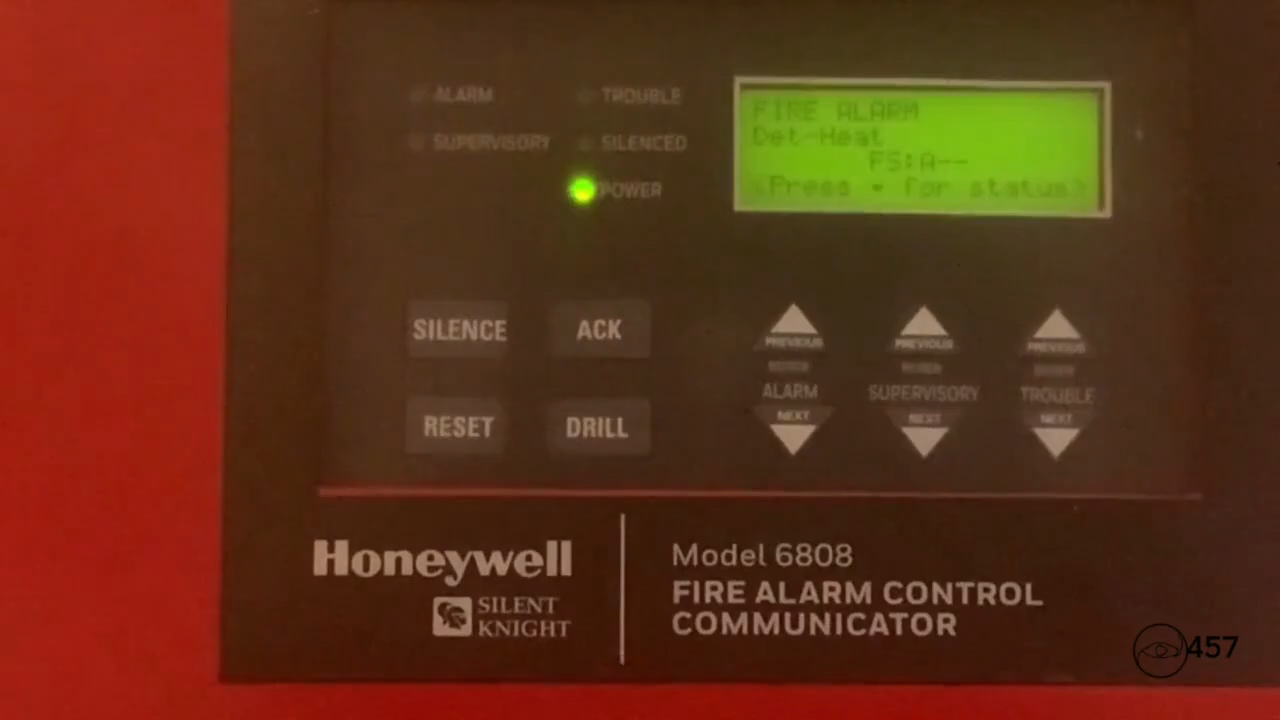 ALARM TROUBLE
SUPERVISORY SILENCED
POWER
FIRE ALARM
Det-Heat
FS:A--
Press for status
SILENCE ACK
RESET DRILL
PREVIOUS PREVIOUS PREVIOUS
ALARM SUPERVISORY TROUBLE
NEXT NEXT NEXT
Honeywell
SILENT
KNIGHT
Model 6808
FIRE ALARM CONTROL
COMMUNICATOR
457